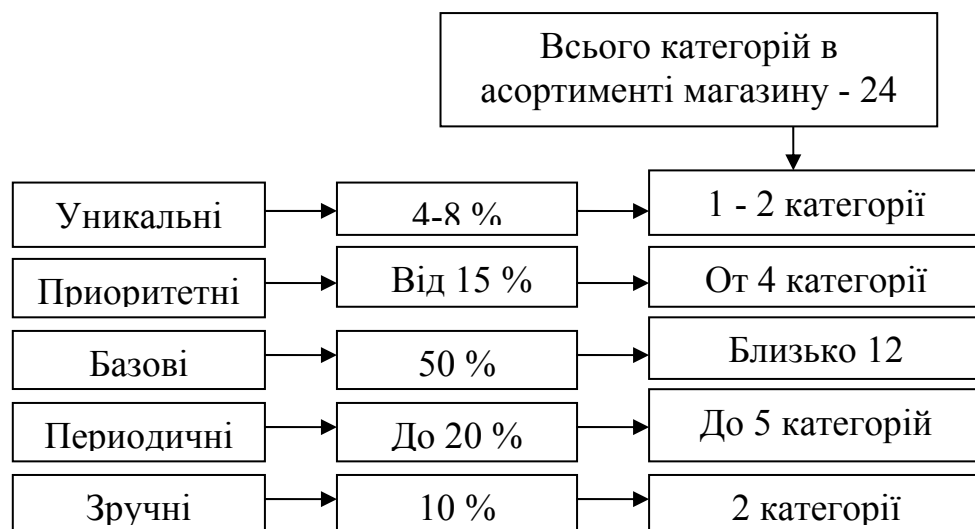 Всього категорій в
асортименті магазину - 24
Уникальні
4-8 %
1 - 2 категорії
Приоритетні
Від 15 %
От 4 категорії
Базові
50 %
Близько 12
Периодичні
До 20 %
До 5 категорій
Зручні
10 %
2 категорії